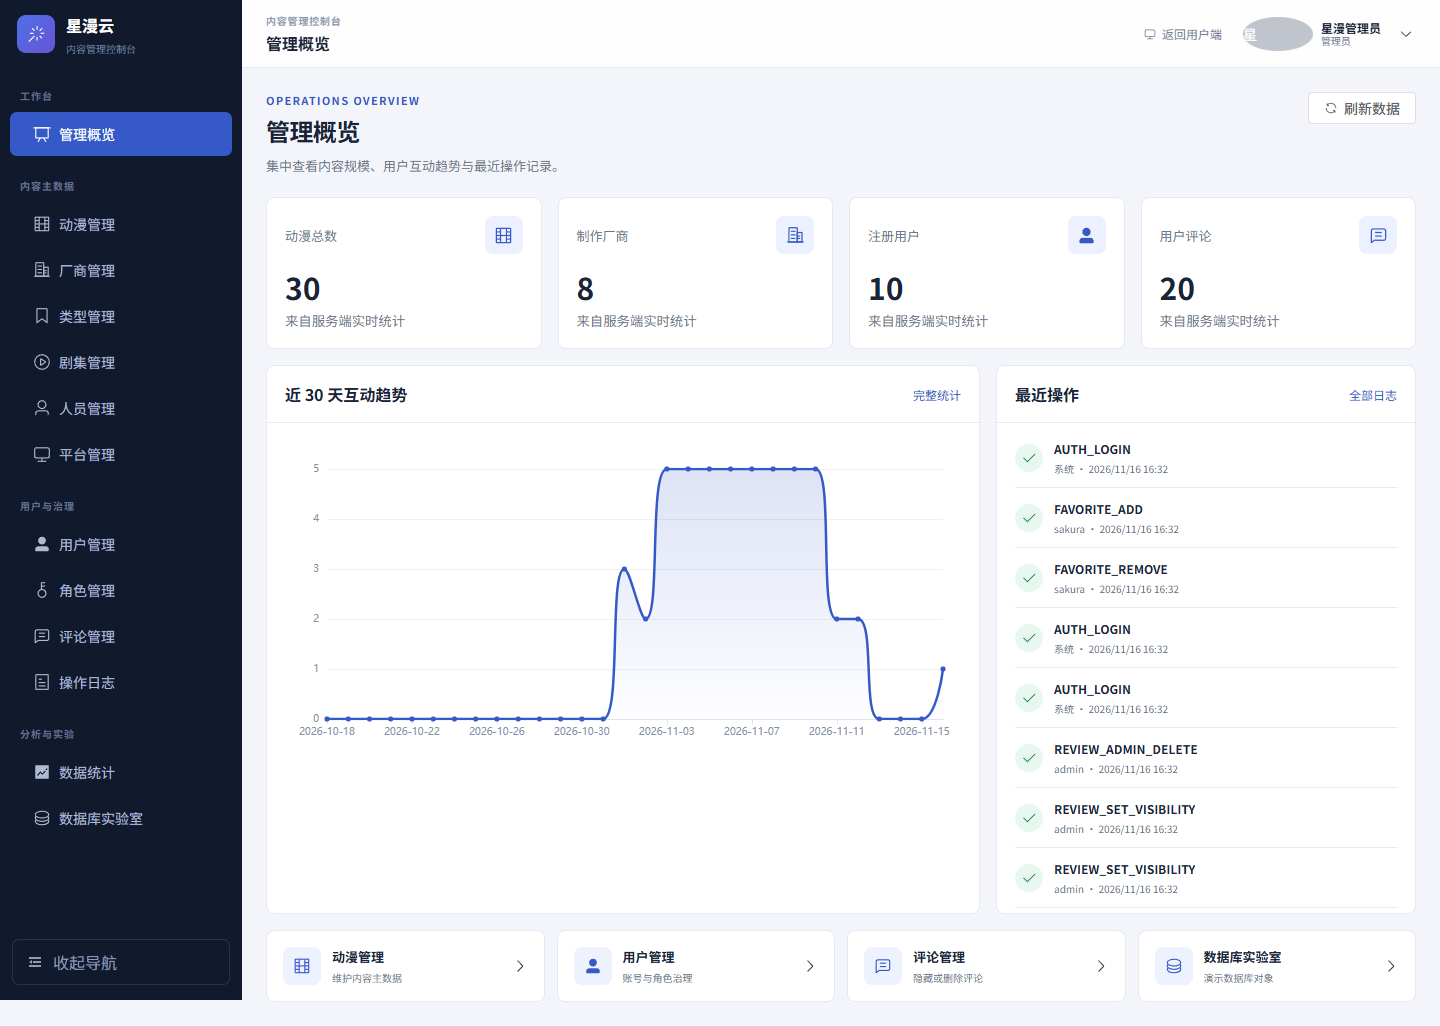 星漫云
内容管理控制台
工作台
管理概览
内容主数据
动漫管理
厂商管理
类型管理
剧集管理
人员管理
平台管理
用户与治理
用户管理
角色管理
评论管理
操作日志
分析与实验
数据统计
数据库实验室
收起导航
内容管理控制台
管理概览
返回用户端
星
星漫管理员
管理员
OPERATIONS OVERVIEW
管理概览
集中查看内容规模、用户互动趋势与最近操作记录。
刷新数据
动漫总数
30
来自服务端实时统计
制作厂商
8
来自服务端实时统计
注册用户
10
来自服务端实时统计
用户评论
20
来自服务端实时统计
近 30 天互动趋势
完整统计
5
4
3
2
1
0
2026-10-18 2026-10-22 2026-10-26 2026-10-30 2026-11-03 2026-11-07 2026-11-11 2026-11-15
最近操作
全部日志
AUTH_LOGIN
系统 · 2026/11/16 16:32
FAVORITE_ADD
sakura · 2026/11/16 16:32
FAVORITE_REMOVE
sakura · 2026/11/16 16:32
AUTH_LOGIN
系统 · 2026/11/16 16:32
AUTH_LOGIN
系统 · 2026/11/16 16:32
REVIEW_ADMIN_DELETE
admin · 2026/11/16 16:32
REVIEW_SET_VISIBILITY
admin · 2026/11/16 16:32
REVIEW_SET_VISIBILITY
admin · 2026/11/16 16:32
动漫管理
维护内容主数据
用户管理
账号与角色治理
评论管理
隐藏或删除评论
数据库实验室
演示数据库对象